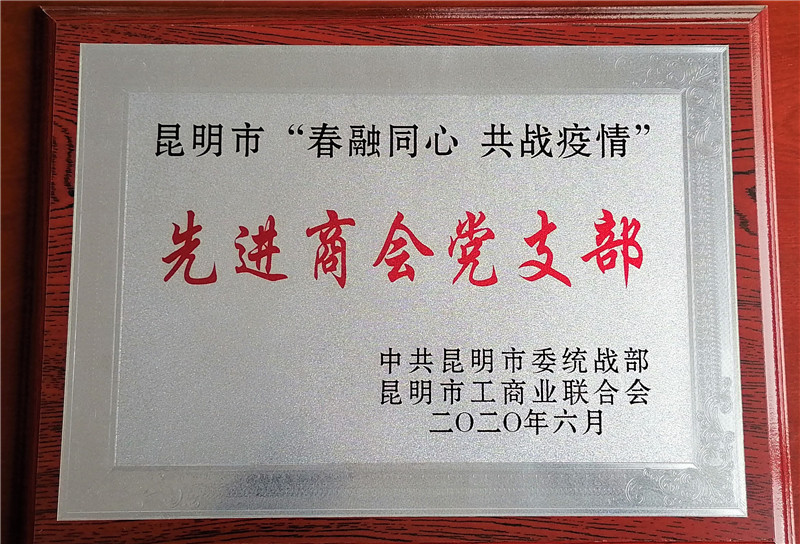 昆明市“春融同心 共战疫情”
先进商会党支部
中共昆明市委统战部
昆明市工商业联合会
二〇二〇年六月